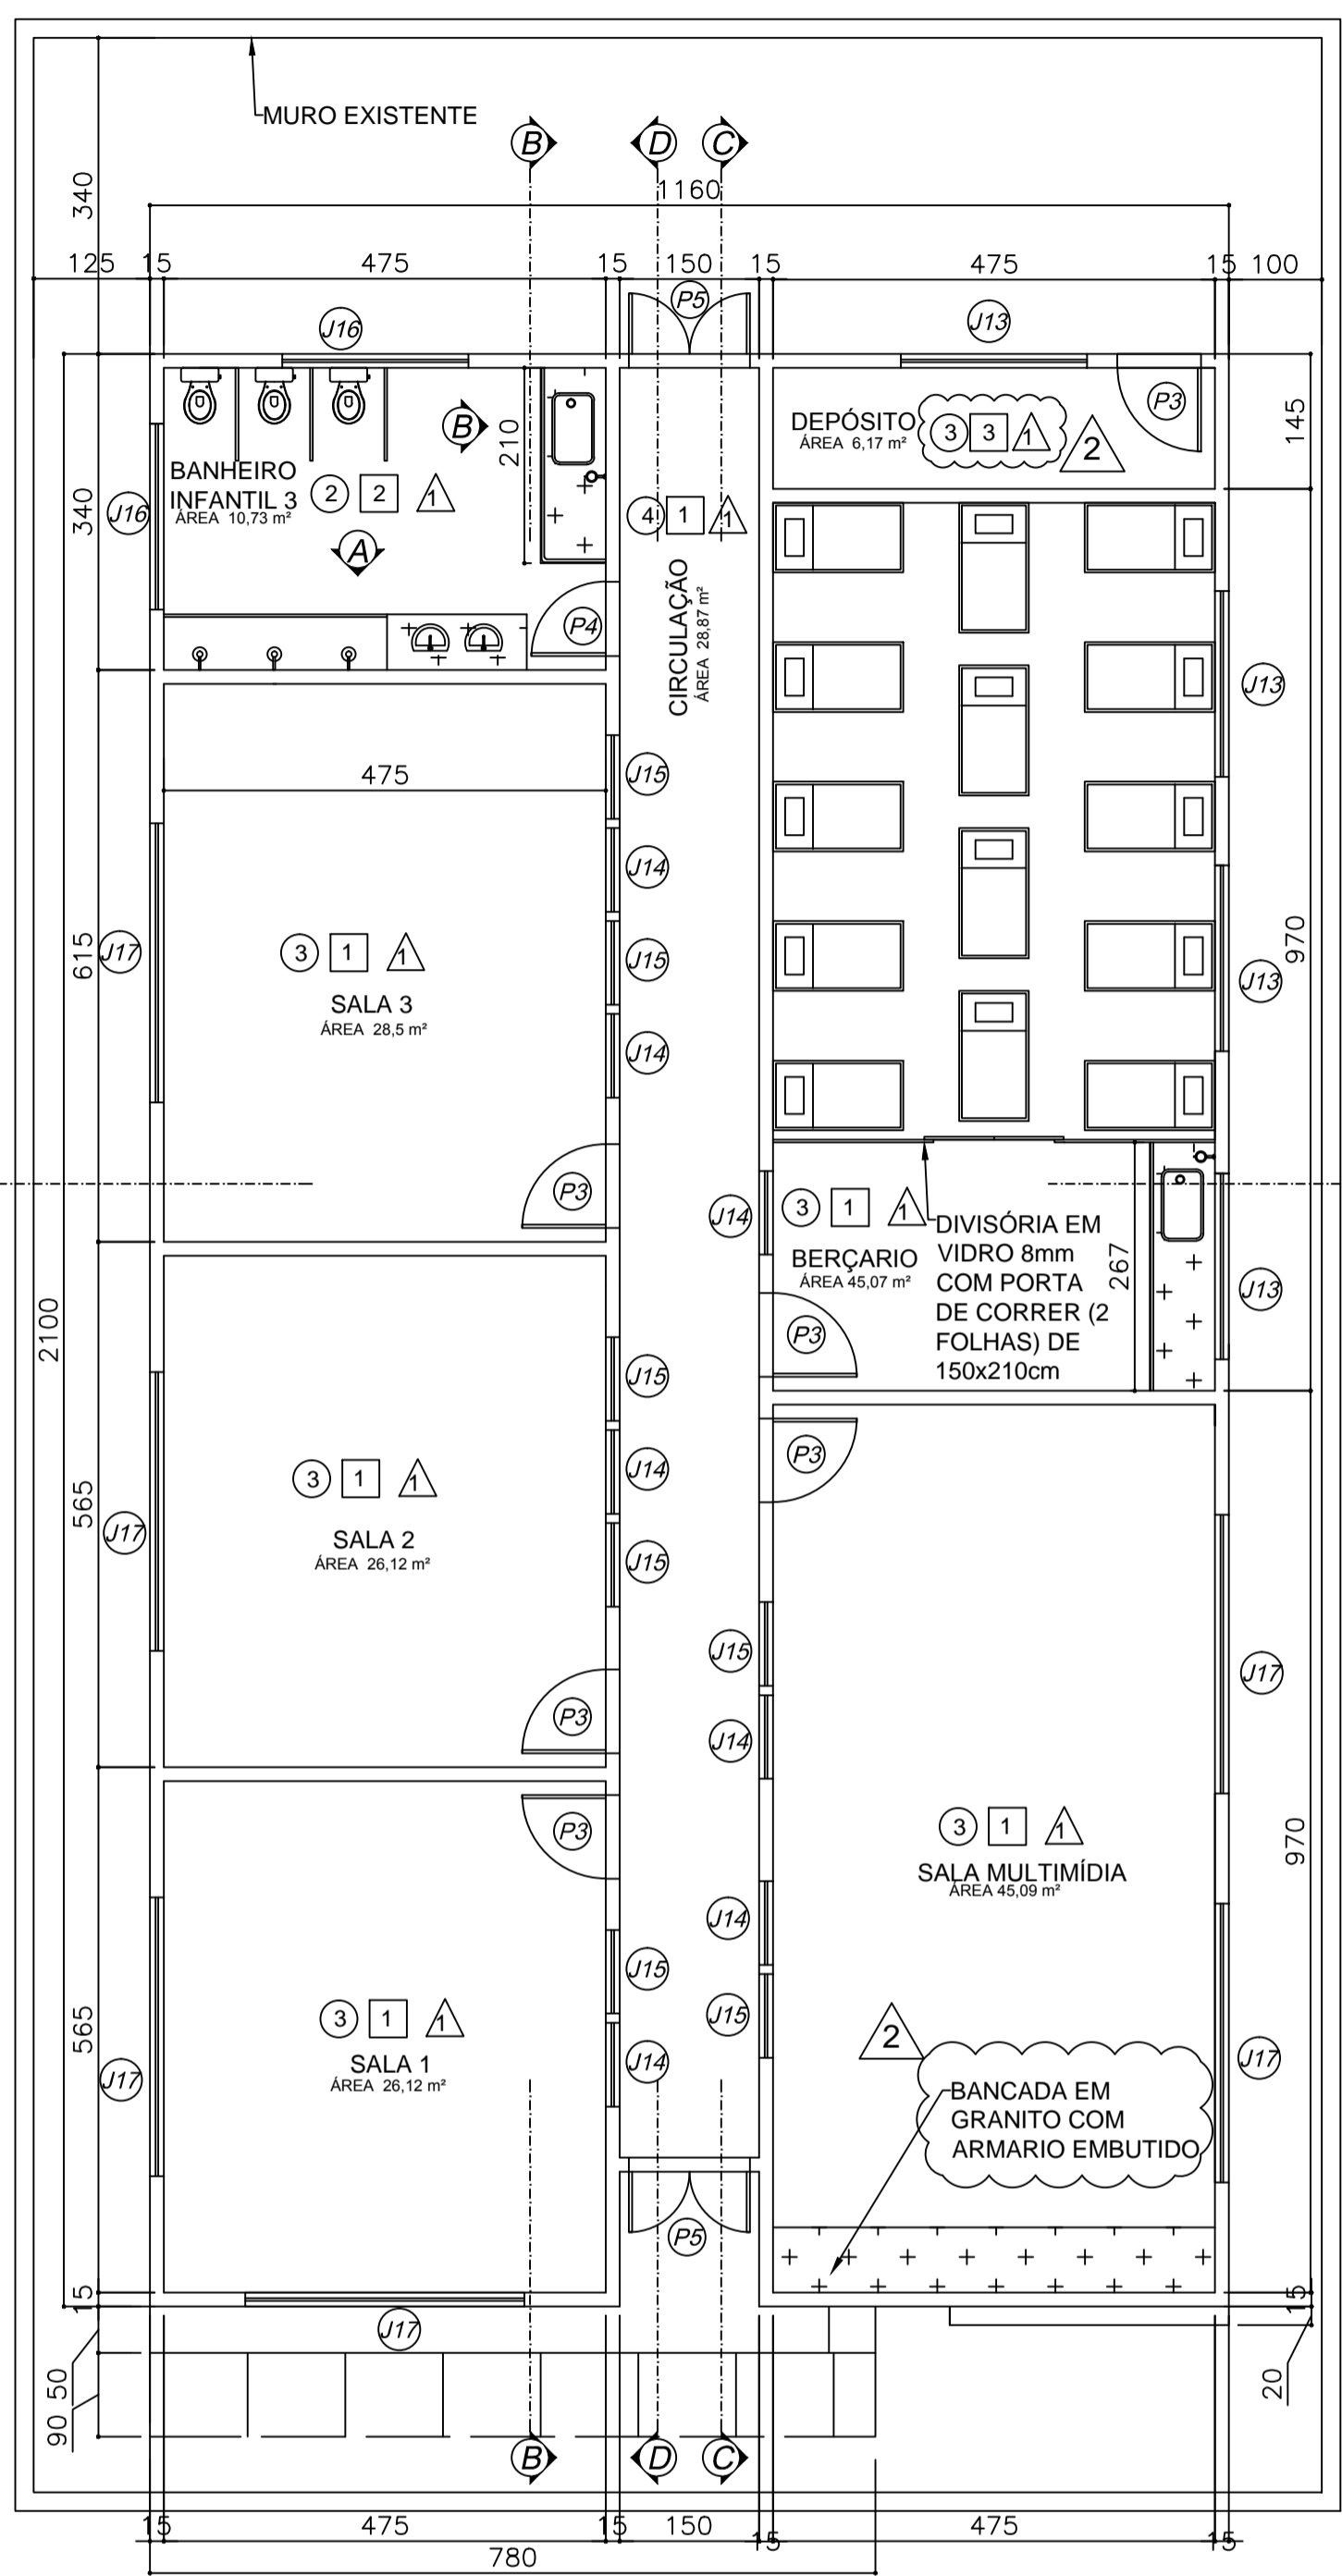 MURO EXISTENTE
B
D
C
340
1160
125
15
475
15
150
15
475
15
100
J16
P5
J13
BANHEIRO
INFANTIL 3
ÁREA 10,73 m²
2
2
1
B
210
DEPÓSITO
ÁREA 6,17 m²
3
3
1
2
P3
145
340
J16
A
P4
4
1
1
CIRCULAÇÃO
ÁREA 28,87 m²
J13
475
J15
J14
J15
J14
615
J17
3
1
1
SALA 3
ÁREA 28,5 m²
P3
970
J13
J14
3
1
1
BERÇARIO
ÁREA 45,07 m²
DIVISÓRIA EM
VIDRO 8mm
COM PORTA
DE CORRER (2
FOLHAS) DE
150x210cm
267
J13
P3
2100
J15
J14
J15
565
J17
3
1
1
SALA 2
ÁREA 26,12 m²
P3
P3
J15
J14
J17
3
1
1
SALA MULTIMÍDIA
ÁREA 45,09 m²
970
P3
J14
J15
J15
J14
565
J17
3
1
1
SALA 1
ÁREA 26,12 m²
2
BANCADA EM
GRANITO COM
ARMARIO EMBUTIDO
J17
P5
15
J17
15
50
90
20
B
D
C
15
475
15
150
15
475
15
780